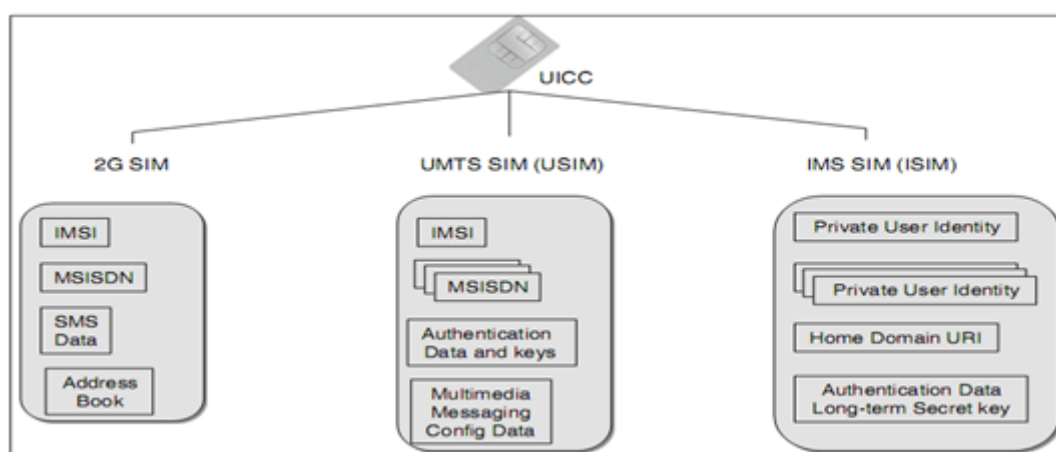 UICC
2G SIM
UMTS SIM (USIM)
IMS SIM (ISIM)
IMSI
MSISDN
SMS
Data
Address
Book
IMSI
MSISDN
Authentication
Data and keys
Multimedia
Messaging
Config Data
Private User Identity
Private User Identity
Home Domain URI
Authentication Data
Long-term Secret key